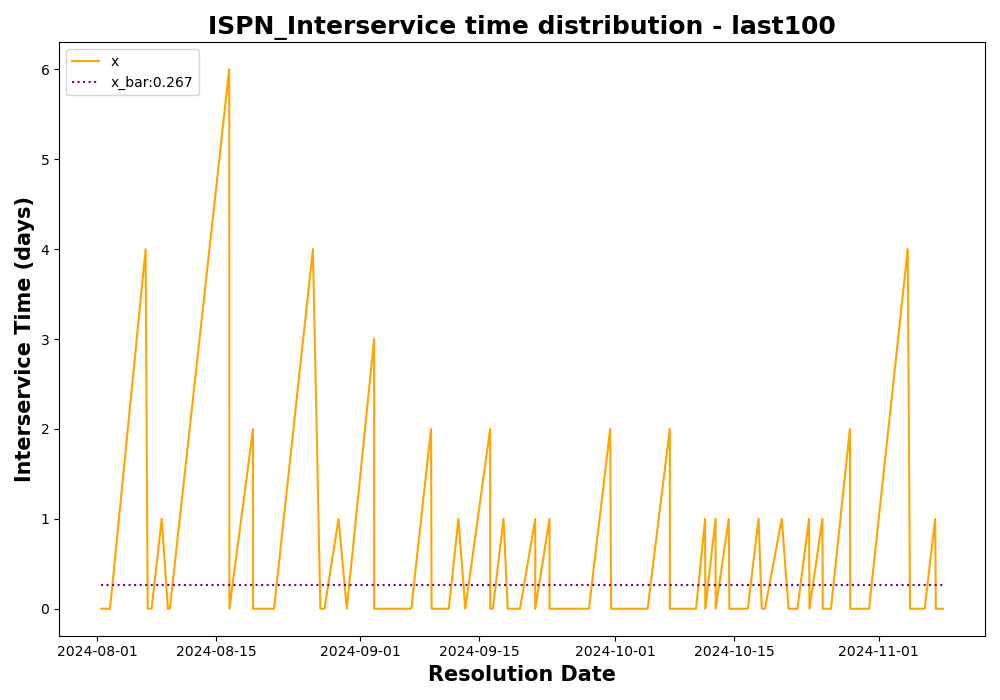 ISPN_Interservice time distribution - last100
x
x_bar:0.267
Interservice Time (days)
6
5
4
3
2
1
0
2024-08-01 2024-08-15 2024-09-01 2024-09-15 2024-10-01 2024-10-15 2024-11-01
Resolution Date